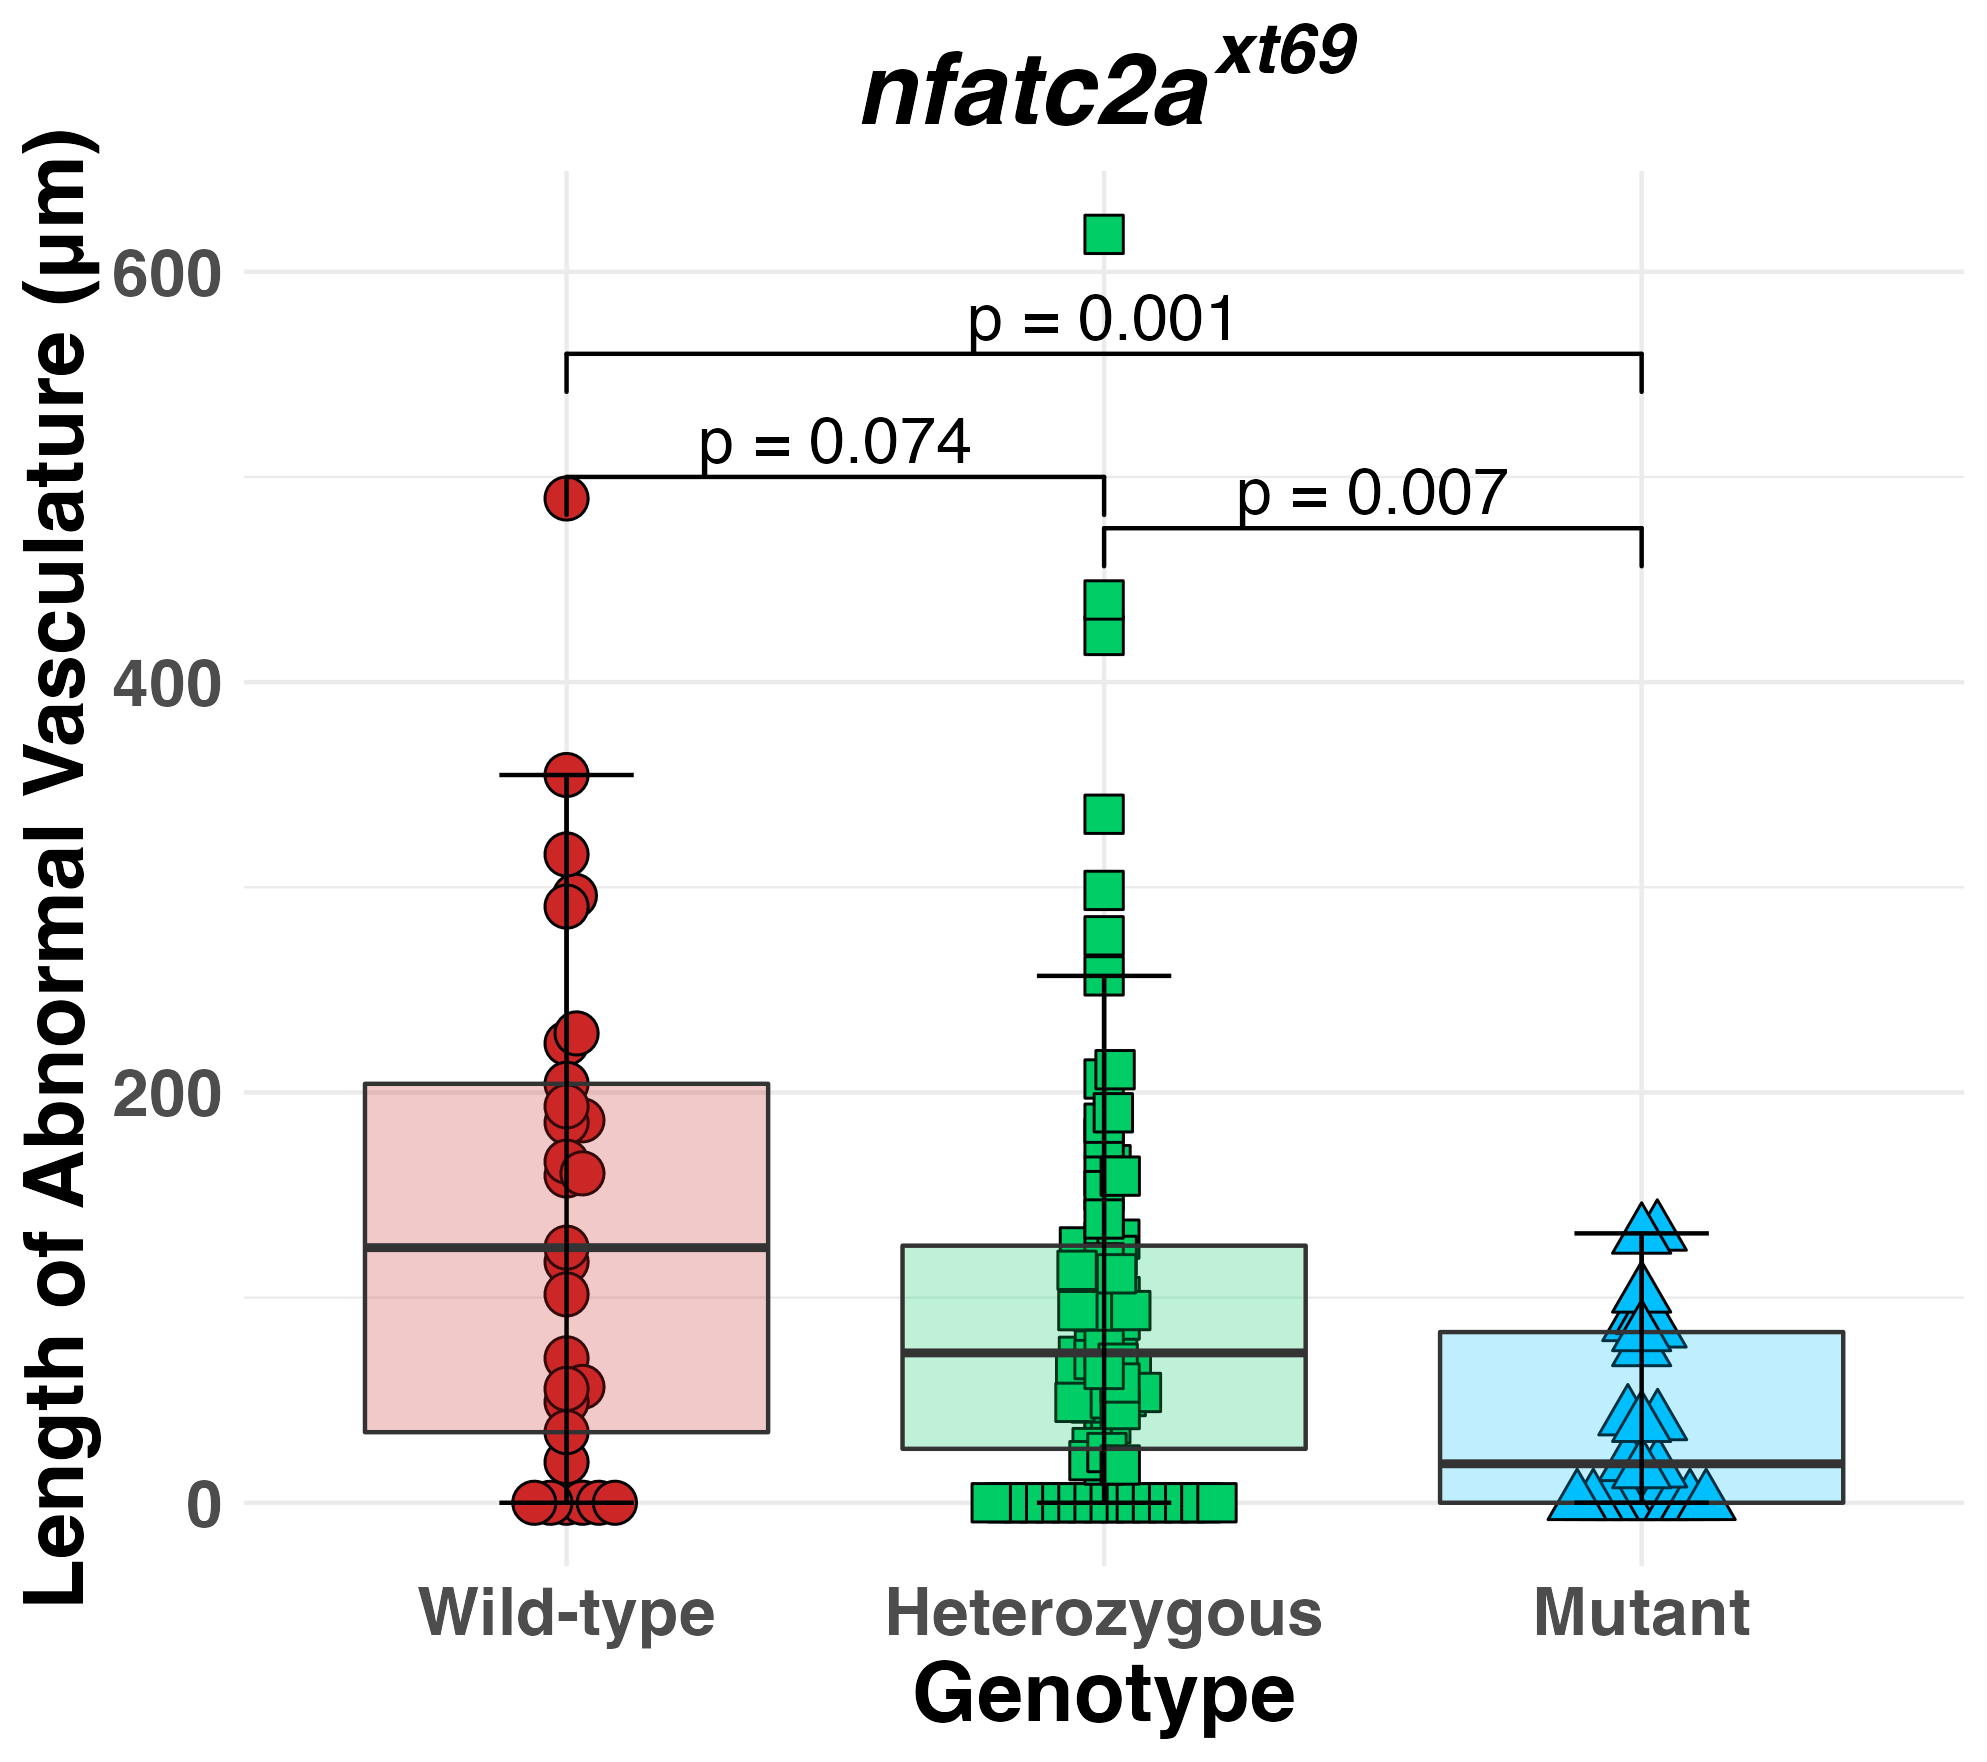 nfatc2a^xt69
Length of Abnormal Vasculature (µm)
600
400
200
0
p = 0.001
p = 0.074
p = 0.007
Wild-type
Heterozygous
Mutant
Genotype